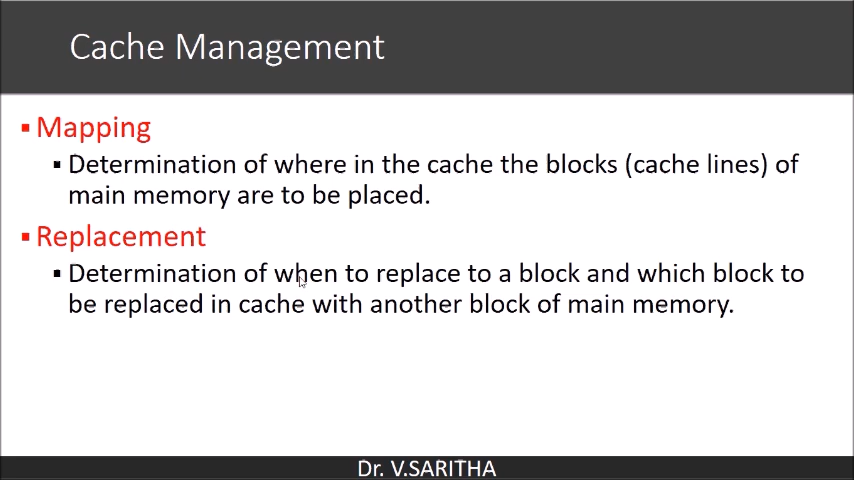 Cache Management
▪ Mapping
▪ Determination of where in the cache the blocks (cache lines) of
main memory are to be placed.
▪ Replacement
▪ Determination of when to replace to a block and which block to
be replaced in cache with another block of main memory.
Dr. V.SARITHA